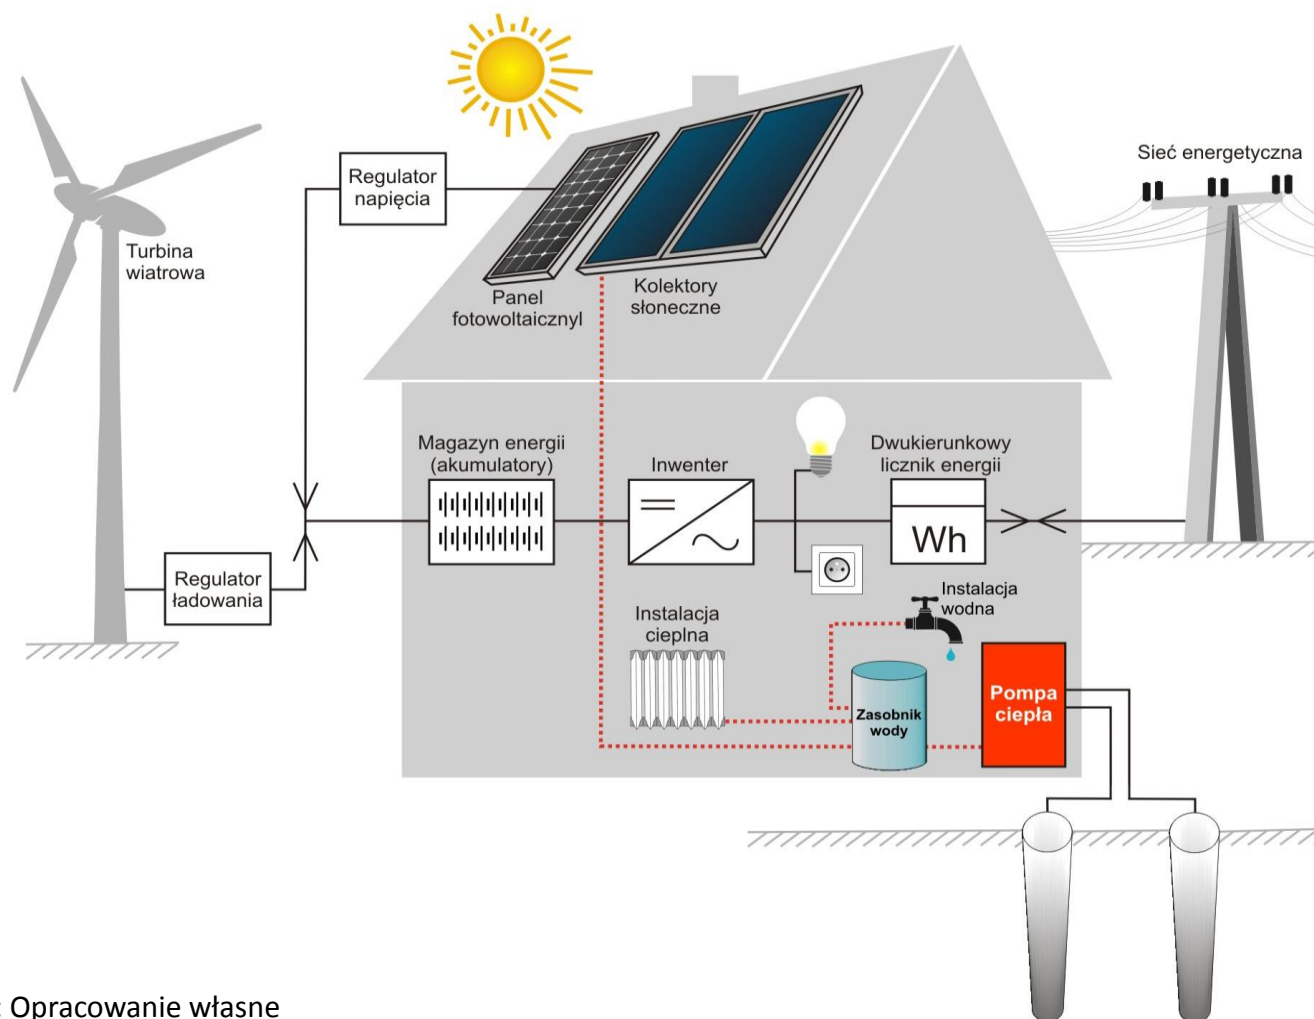 Sieć energetyczna
Regulator
napięcia
Turbina
wiatrowa
Panel
fotowoltaicznyl
Kolektory
słoneczne
Magazyn energii
(akumulatory)
Inwenter
Dwukierunkowy
licznik energii
Wh
Regulator
ładowania
Instalacja
wodna
Instalacja
cieplna
Zasobnik
wody
Pompa
ciepła
: Opracowanie własne